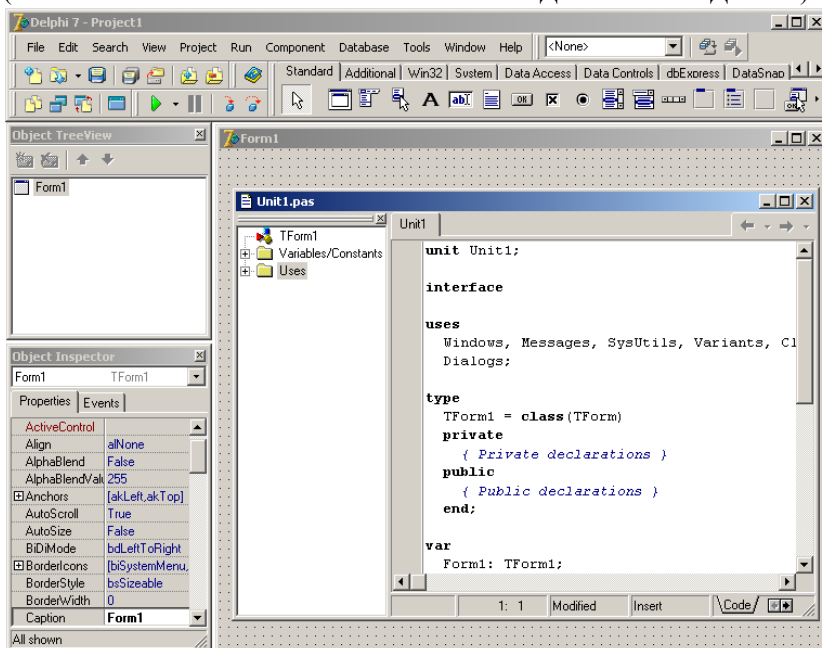 Delphi 7 - Project1
File Edit Search View Project Run Component Database Tools Window Help <None>
Standard Additional Win32 System Data Access Data Controls dbExpress DataSnap
Object TreeView
Form1
Form1
Unit1.pas
TForm1
Variables/Constants
Uses
Unit1
unit Unit1;
interface
uses
Windows, Messages, SysUtils, Variants, Cl
Dialogs;
type
TForm1 = class(TForm)
private
{ Private declarations }
public
{ Public declarations }
end;
var
Form1: TForm1;
1: 1 Modified Insert \Code/
Object Inspector
Form1 TForm1
Properties Events
ActiveControl
Align alNone
AlphaBlend False
AlphaBlendValu 255
Anchors [akLeft,akTop]
AutoScroll True
AutoSize False
BiDiMode bdLeftToRight
BorderIcons [biSystemMenu,
BorderStyle bsSizeable
BorderWidth 0
Caption Form1
All shown